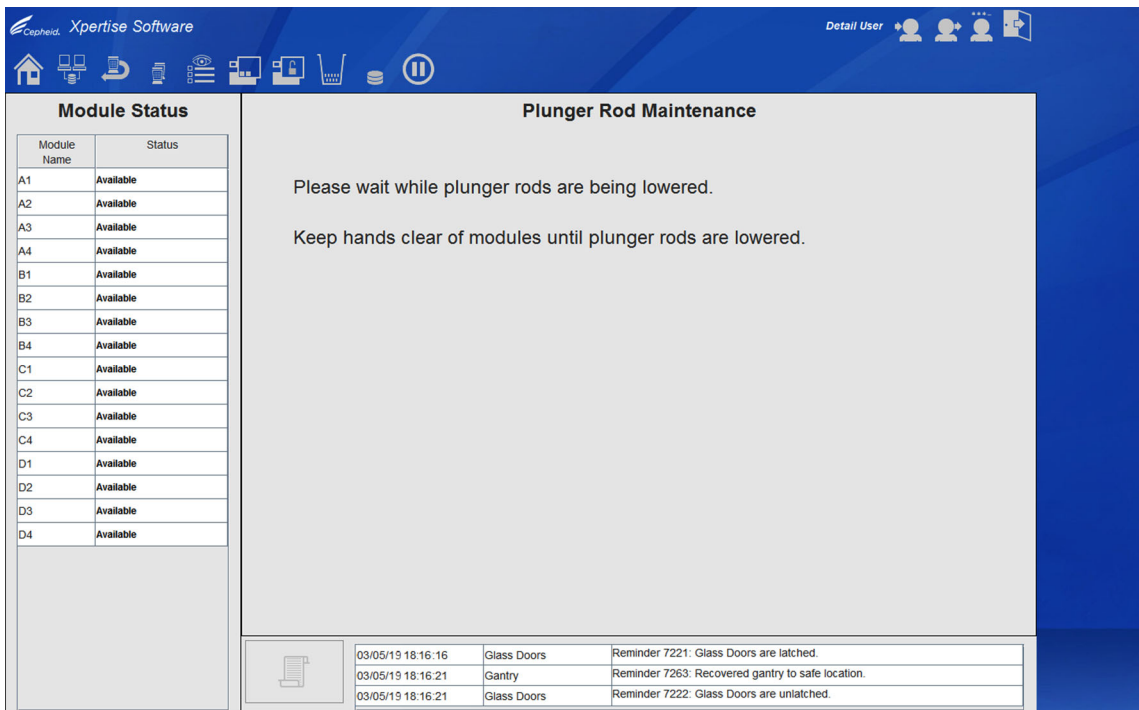 Cepheid. Xpertise Software
Detail User
Module Status
Module Name Status
A1 Available
A2 Available
A3 Available
A4 Available
B1 Available
B2 Available
B3 Available
B4 Available
C1 Available
C2 Available
C3 Available
C4 Available
D1 Available
D2 Available
D3 Available
D4 Available
Plunger Rod Maintenance
Please wait while plunger rods are being lowered.
Keep hands clear of modules until plunger rods are lowered.
03/05/19 18:16:16 Glass Doors Reminder 7221: Glass Doors are latched.
03/05/19 18:16:21 Gantry Reminder 7263: Recovered gantry to safe location.
03/05/19 18:16:21 Glass Doors Reminder 7222: Glass Doors are unlatched.